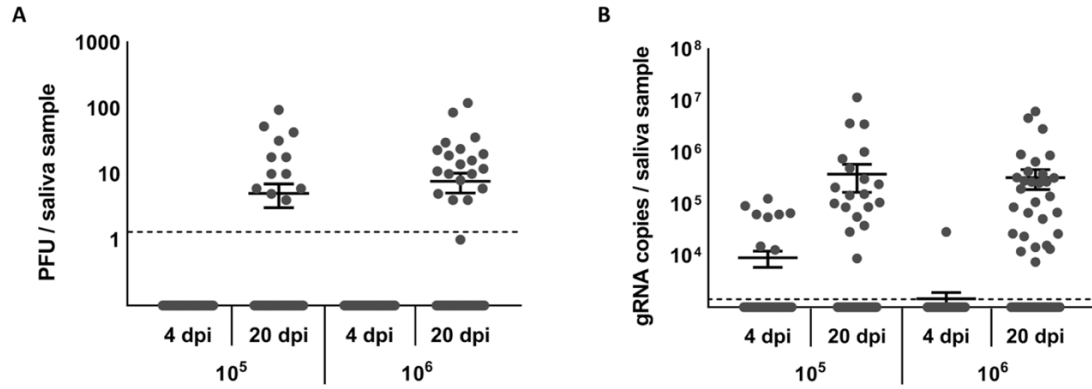 A
PFU / saliva sample
1000
100
10
1
4 dpi 20 dpi 4 dpi 20 dpi
10⁵ 10⁶
B
gRNA copies / saliva sample
10⁸
10⁷
10⁶
10⁵
10⁴
4 dpi 20 dpi 4 dpi 20 dpi
10⁵ 10⁶